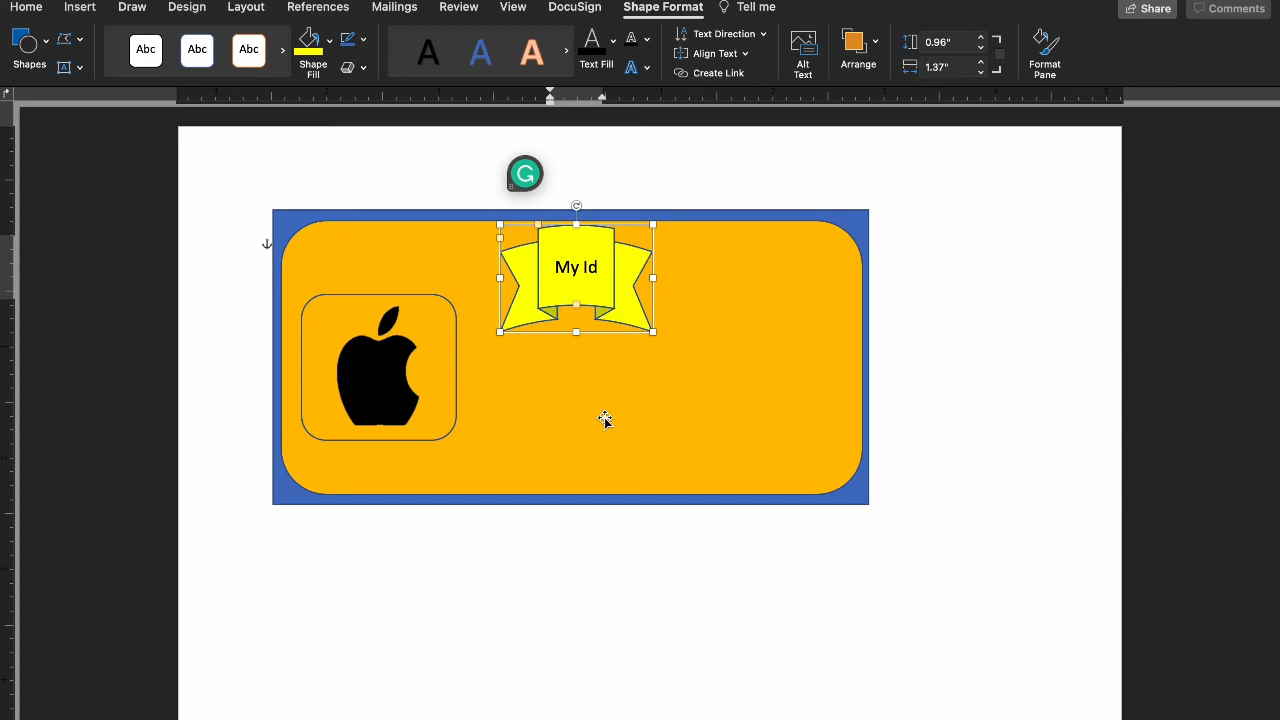 Home Insert Draw Design Layout References Mailings Review View DocuSign Shape Format Tell me
Share Comments
Abc Abc Abc
A A A
A
A
Text Direction
Align Text
Create Link
Shapes
Shape
Fill
Text Fill
Alt
Text
Arrange
0.96"
1.37"
Format
Pane
My Id